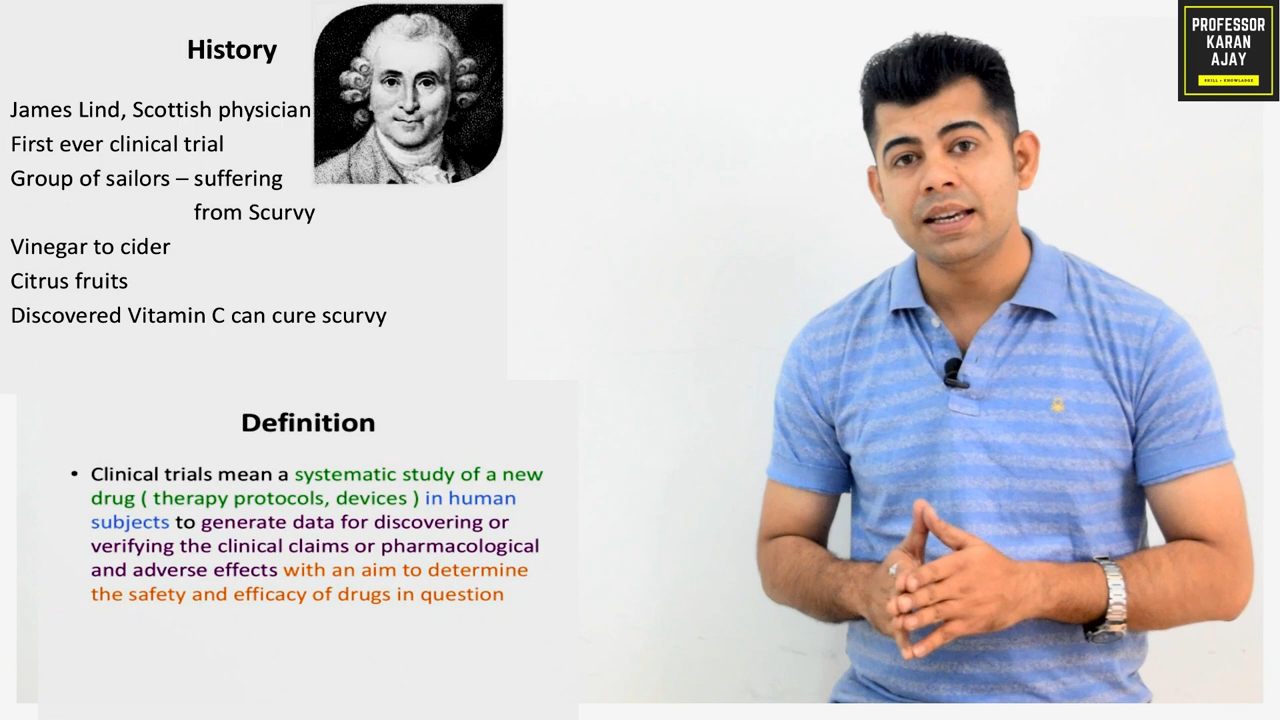 History
James Lind, Scottish physician
First ever clinical trial
Group of sailors – suffering
from Scurvy
Vinegar to cider
Citrus fruits
Discovered Vitamin C can cure scurvy
Definition
• Clinical trials mean a systematic study of a new
drug ( therapy protocols, devices ) in human
subjects to generate data for discovering or
verifying the clinical claims or pharmacological
and adverse effects with an aim to determine
the safety and efficacy of drugs in question
PROFESSOR
KARAN
AJAY
SKILL + KNOWLADGE